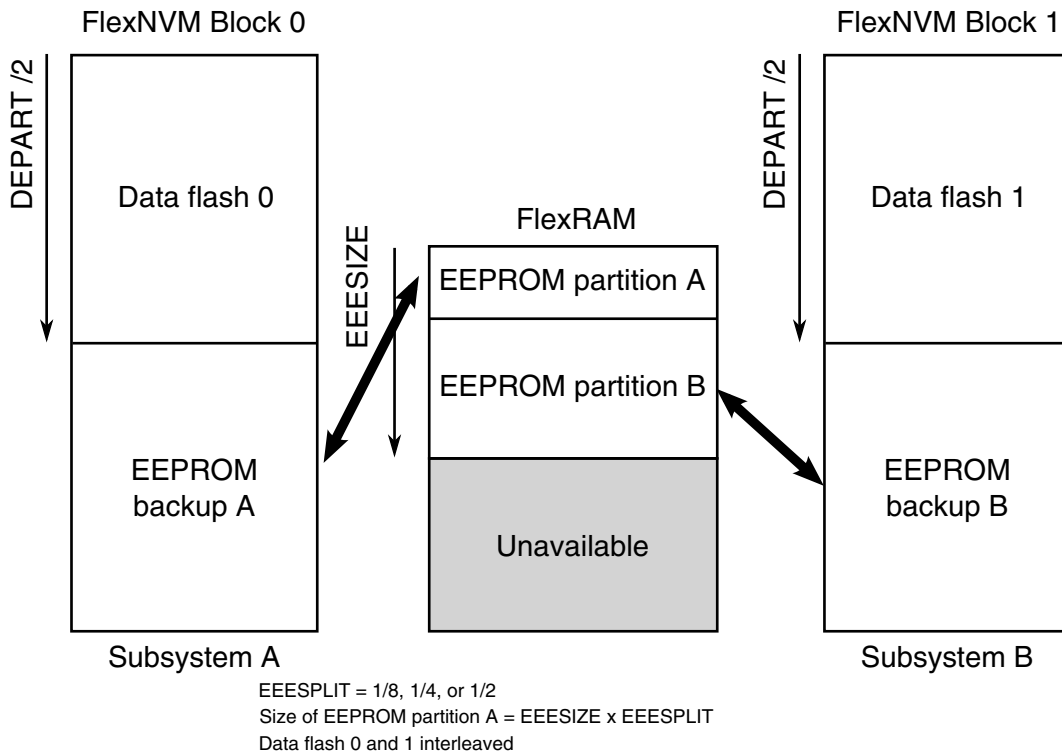 FlexNVM Block 0
FlexNVM Block 1
DEPART /2
Data flash 0
DEPART /2
Data flash 1
FlexRAM
EEESIZE
EEPROM partition A
EEPROM partition B
EEPROM
backup A
Unavailable
EEPROM
backup B
Subsystem A
Subsystem B
EEESPLIT = 1/8, 1/4, or 1/2
Size of EEPROM partition A = EEESIZE x EEESPLIT
Data flash 0 and 1 interleaved